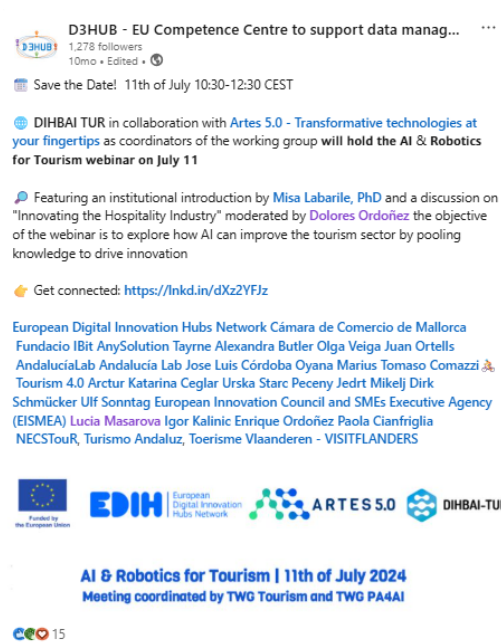 D3HUB
D3HUB - EU Competence Centre to support data manag...
1,278 followers
10mo • Edited •
Save the Date! 11th of July 10:30-12:30 CEST
DIHBAI TUR in collaboration with Artes 5.0 - Transformative technologies at
your fingertips as coordinators of the working group will hold the AI & Robotics
for Tourism webinar on July 11
Featuring an institutional introduction by Misa Labarile, PhD and a discussion on
"Innovating the Hospitality Industry" moderated by Dolores Ordoñez the objective
of the webinar is to explore how AI can improve the tourism sector by pooling
knowledge to drive innovation
Get connected: https://lnkd.in/dXz2YFJz
European Digital Innovation Hubs Network Cámara de Comercio de Mallorca
Fundacio IBit AnySolution Tayrne Alexandra Butler Olga Veiga Juan Ortells
AndalucíaLab Andalucía Lab Jose Luis Córdoba Oyana Marius Tomaso Comazzi
Tourism 4.0 Arctur Katarina Ceglar Urska Starc Peceny Jedrt Mikelj Dirk
Schmücker Ulf Sonntag European Innovation Council and SMEs Executive Agency
(EISMEA) Lucia Masarova Igor Kalinic Enrique Ordoñez Paola Cianfriglia
NECSTouR, Turismo Andaluz, Toerisme Vlaanderen - VISITFLANDERS
Funded by
the European Union
EDIH
European
Digital Innovation
Hubs Network
ARTES 5.0
DIHBAI-TU
AI & Robotics for Tourism | 11th of July 2024
Meeting coordinated by TWG Tourism and TWG PA4AI
15